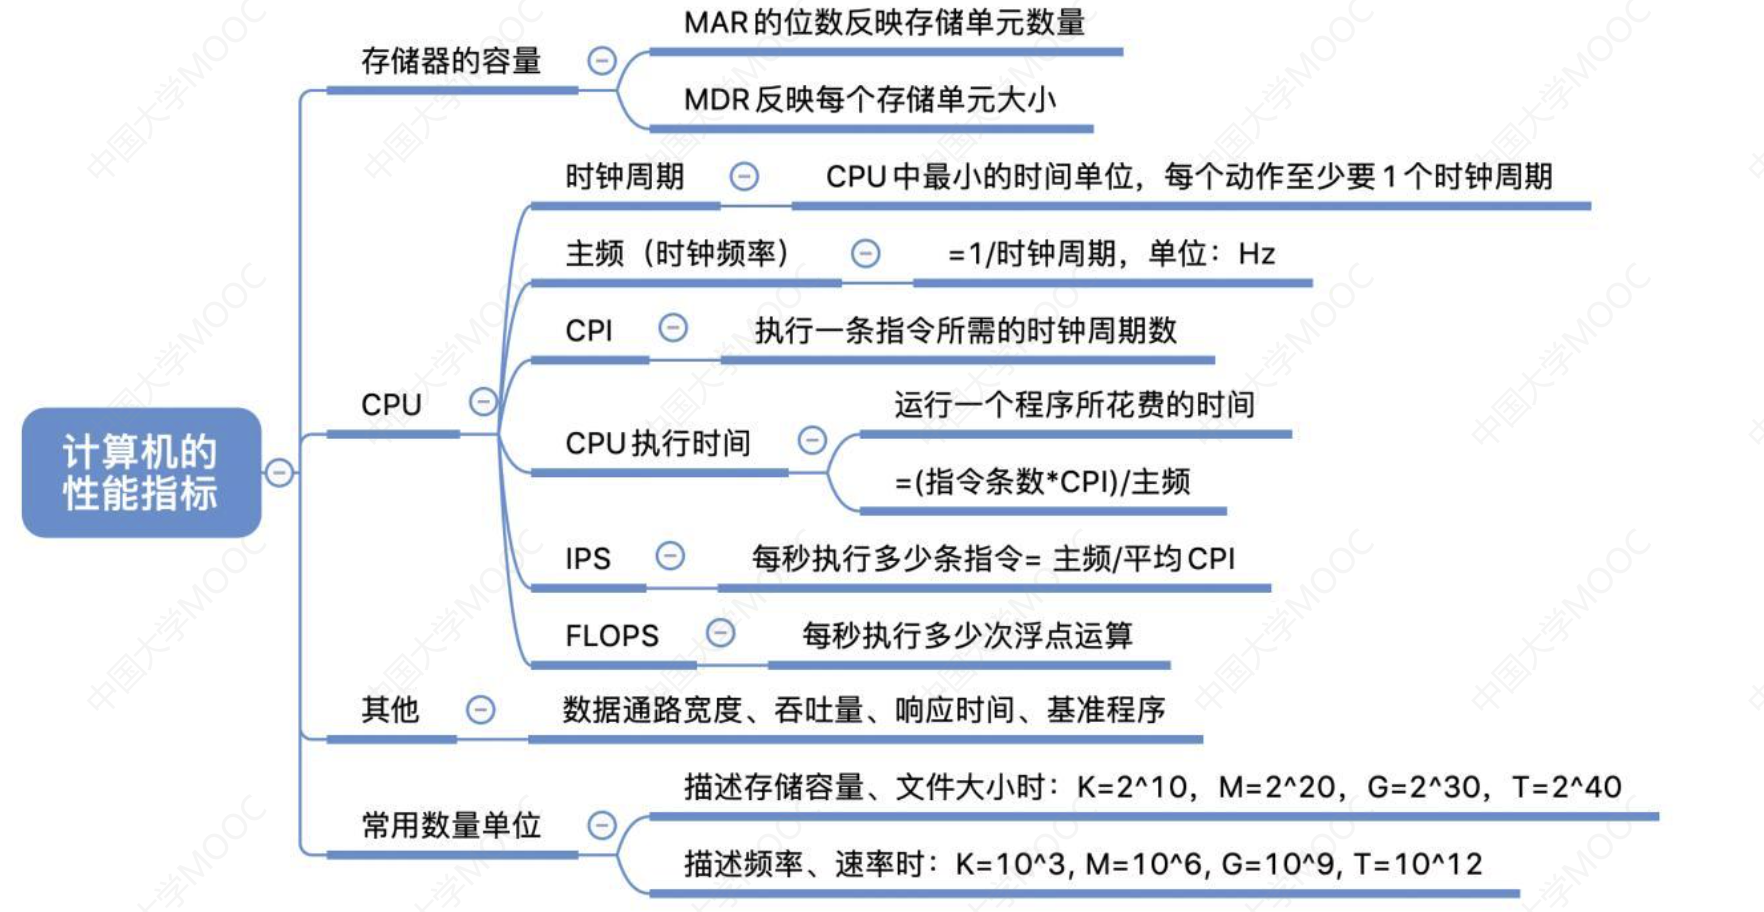 存储器的容量
MAR的位数反映存储单元数量
MDR反映每个存储单元大小
时钟周期
CPU中最小的时间单位，每个动作至少要1个时钟周期
主频（时钟频率）
=1/时钟周期，单位：Hz
CPI
执行一条指令所需的时钟周期数
CPU
CPU执行时间
运行一个程序所花费的时间
=(指令条数*CPI)/主频
计算机的
性能指标
IPS
每秒执行多少条指令= 主频/平均CPI
FLOPS
每秒执行多少次浮点运算
其他
数据通路宽度、吞吐量、响应时间、基准程序
常用数量单位
描述存储容量、文件大小时：K=2^10，M=2^20，G=2^30，T=2^40
描述频率、速率时：K=10^3, M=10^6, G=10^9, T=10^12
中国大学MOOC